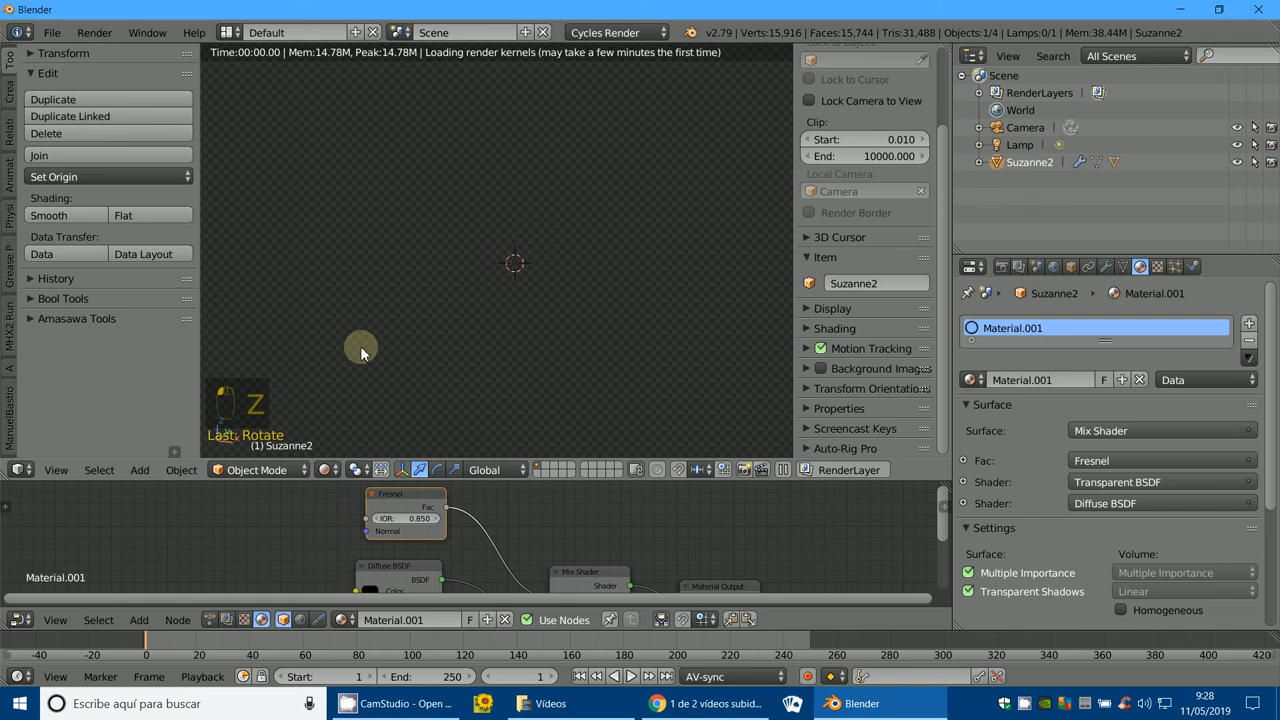 Blender
File Render Window Help Default Scene Cycles Render v2.79 | Verts:15,916 | Faces:15,744 | Tris:31,488 | Objects:1/4 | Lamps:0/1 | Mem:38.44M | Suzanne2
Time:00:00.00 | Mem:14.78M, Peak:14.78M | Loading render kernels (may take a few minutes the first time)
Transform
Edit
Duplicate
Duplicate Linked
Delete
Join
Set Origin
Shading:
Smooth Flat
Data Transfer:
Data Data Layout
History
Bool Tools
Amasawa Tools
Too
Crea
Relati
Animat
Physi
Grease P
MHX2 Run
A
ManuelBastio
Z
Last: Rotate
(1) Suzanne2
Lock to Cursor
Lock Camera to View
Clip:
Start: 0.010
End: 10000.000
Local Camera:
Camera
Render Border
3D Cursor
Item
Suzanne2
Display
Shading
Motion Tracking
Background Images
Transform Orientations
Properties
Screencast Keys
Auto-Rig Pro
View Select Add Object Object Mode Global RenderLayer
View Search All Scenes
Scene
RenderLayers
World
Camera
Lamp
Suzanne2
Suzanne2 Material.001
Material.001
Material.001 F Data
Surface
Surface: Mix Shader
Fac: Fresnel
Shader: Transparent BSDF
Shader: Diffuse BSDF
Settings
Surface: Volume:
Multiple Importance Multiple Importance
Transparent Shadows Linear
Homogeneous
Fresnel
Fac
IOR: 0.850
Normal
Diffuse BSDF
BSDF
Color
Mix Shader
Shader
Material Output
Material.001
View Select Add Node Material.001 F Use Nodes
-40 -20 0 20 40 60 80 100 120 140 160 180 200 220 240 260 280 300 320 340 360 380 400 420
View Marker Frame Playback Start: 1 End: 250 1 AV-sync
Escribe aquí para buscar CamStudio - Open ... Vídeos 1 de 2 vídeos subid... Blender
9:28
11/05/2019